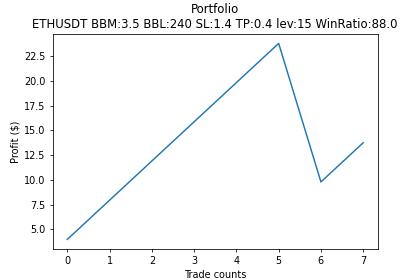 Portfolio
ETHUSDT BBM:3.5 BBL:240 SL:1.4 TP:0.4 lev:15 WinRatio:88.0
Profit ($)
22.5
20.0
17.5
15.0
12.5
10.0
7.5
5.0
0 1 2 3 4 5 6 7
Trade counts